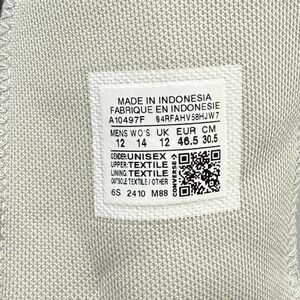 MADE IN INDONESIA
FABRIQUE EN INDONESIE
A10497F 94RFAHV58HJW7
MENS WO'S UK EUR CM
12 14 12 46.5 30.5
GENDER: UNISEX
UPPER: TEXTILE
LINING: TEXTILE
OUTSOLE: TEXTILE / OTHER
CONVERSE
6S 2410 M88